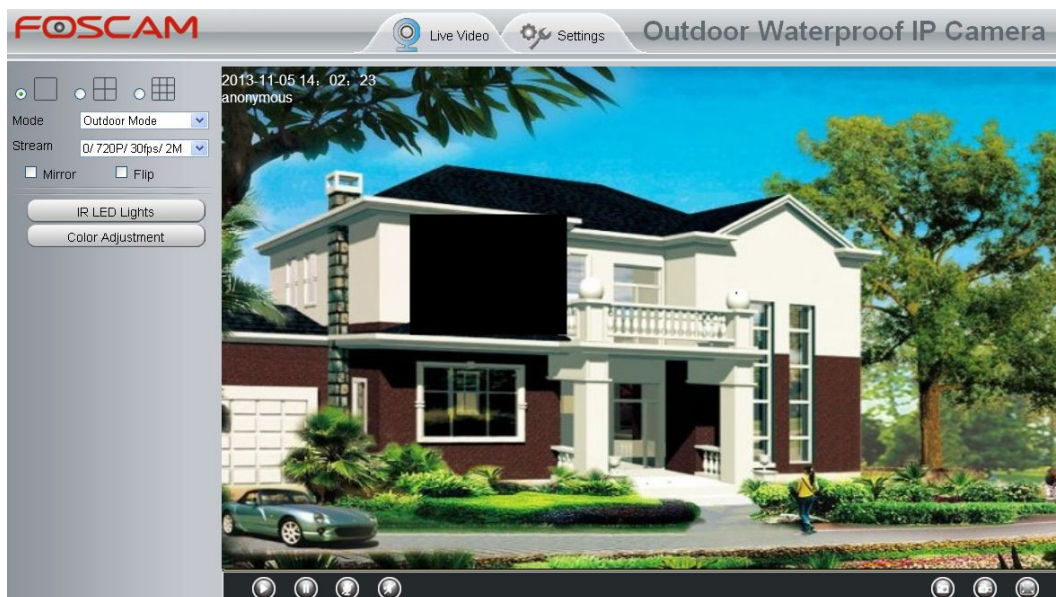 FOSCAM
Live Video
Settings
Outdoor Waterproof IP Camera
2013-11-05 14：02：23
anonymous
Mode
Outdoor Mode
Stream
0/ 720P/ 30fps/ 2M
Mirror
Flip
IR LED Lights
Color Adjustment